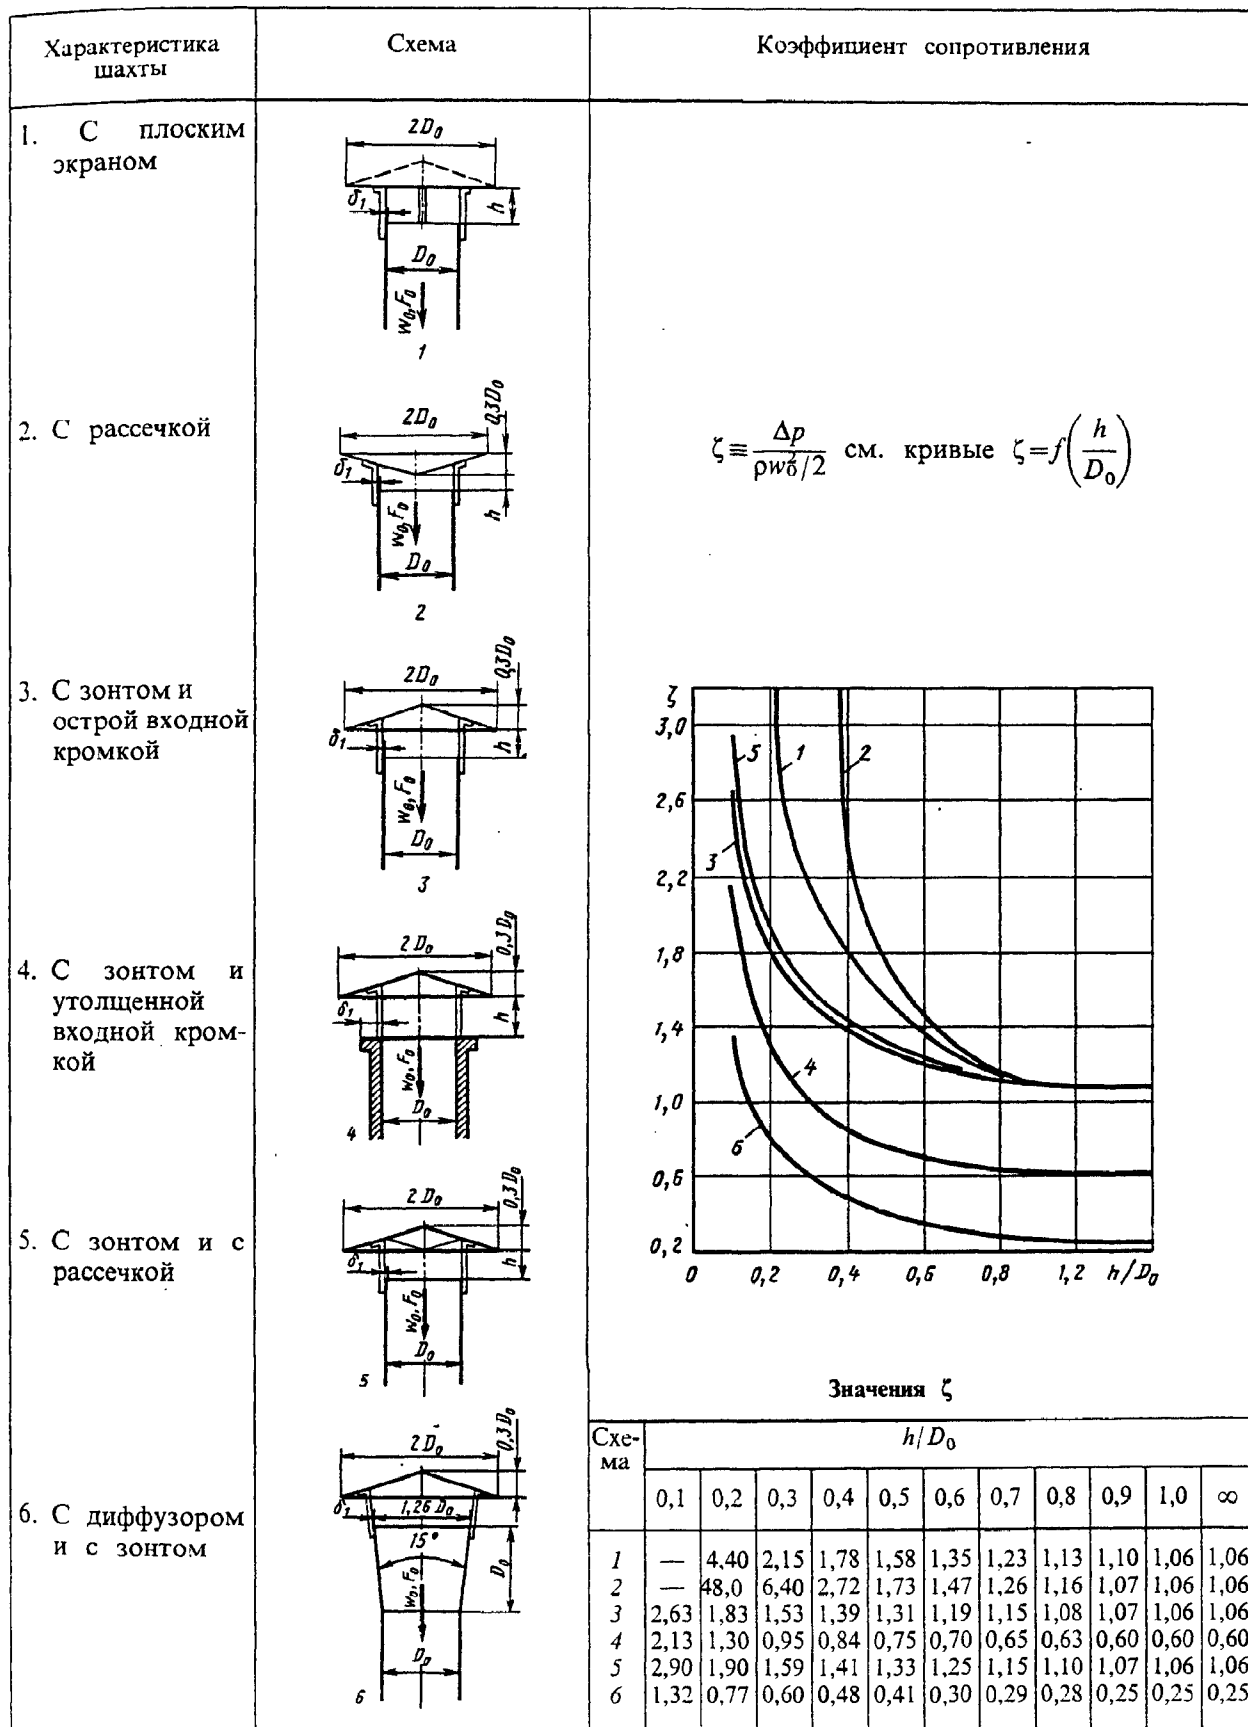 Характеристика
шахты
Схема
Коэффициент сопротивления
1. С плоским
экраном
2D₀
δ₁
h
D₀
w₀, F₀
1
2. С рассечкой
2D₀
0,3D₀
δ₁
h
w₀, F₀
D₀
2
ζ ≡ Δp / (ρw₀²/2) см. кривые ζ = f(h/D₀)
3. С зонтом и
острой входной
кромкой
2D₀
0,3D₀
δ₁
h
w₀, F₀
D₀
3
4. С зонтом и
утолщенной
входной кром-
кой
2D₀
0,3D₀
δ₁
h
w₀, F₀
D₀
4
5. С зонтом и с
рассечкой
2D₀
0,3D₀
δ₁
h
w₀, F₀
D₀
5
6. С диффузором
и с зонтом
2D₀
0,3D₀
δ₁
1,26 D₀
15°
D₀
w₀, F₀
D₀
6
ζ
3,0
2,6
2,2
1,8
1,4
1,0
0,6
0,2
5
1
2
3
4
6
0 0,2 0,4 0,6 0,8 1,2 h/D₀
Значения ζ
Схе-
ма
h/D₀
0,1 0,2 0,3 0,4 0,5 0,6 0,7 0,8 0,9 1,0 ∞
1 — 4,40 2,15 1,78 1,58 1,35 1,23 1,13 1,10 1,06 1,06
2 — 48,0 6,40 2,72 1,73 1,47 1,26 1,16 1,07 1,06 1,06
3 2,63 1,83 1,53 1,39 1,31 1,19 1,15 1,08 1,07 1,06 1,06
4 2,13 1,30 0,95 0,84 0,75 0,70 0,65 0,63 0,60 0,60 0,60
5 2,90 1,90 1,59 1,41 1,33 1,25 1,15 1,10 1,07 1,06 1,06
6 1,32 0,77 0,60 0,48 0,41 0,30 0,29 0,28 0,25 0,25 0,25